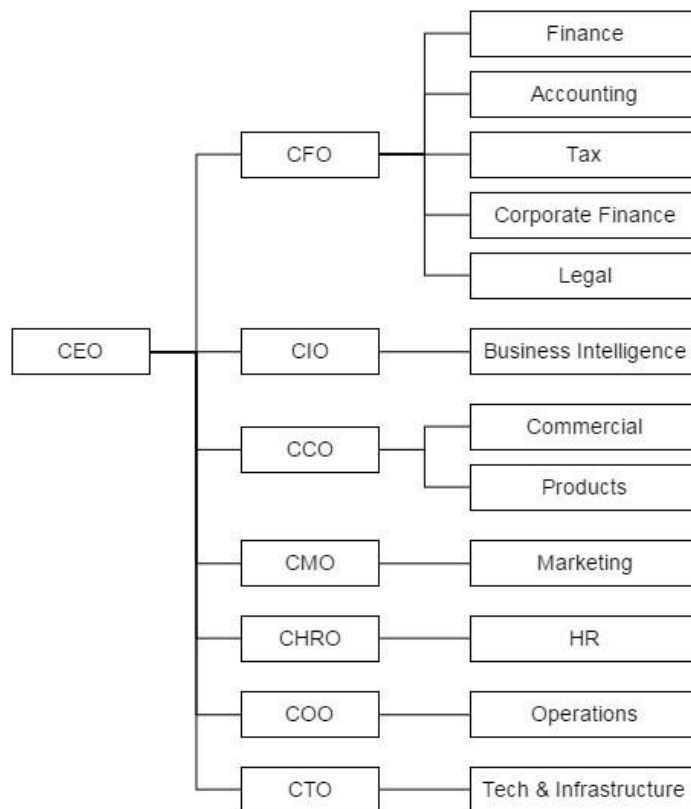 Finance
Accounting
CFO
Tax
Corporate Finance
Legal
CEO
CIO
Business Intelligence
Commercial
CCO
Products
CMO
Marketing
CHRO
HR
COO
Operations
CTO
Tech & Infrastructure